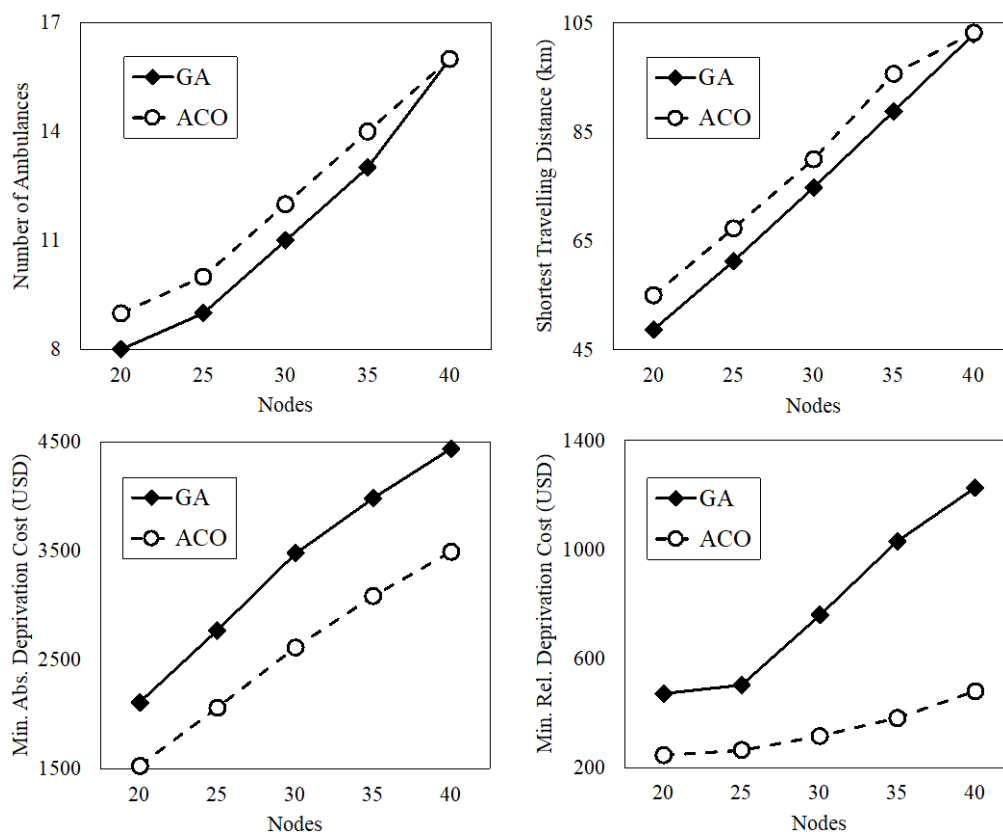 Number of Ambulances
17
14
11
8
GA
ACO
20 25 30 35 40
Nodes
Shortest Travelling Distance (km)
105
85
65
45
GA
ACO
20 25 30 35 40
Nodes
Min. Abs. Deprivation Cost (USD)
4500
3500
2500
1500
GA
ACO
20 25 30 35 40
Nodes
Min. Rel. Deprivation Cost (USD)
1400
1000
600
200
GA
ACO
20 25 30 35 40
Nodes